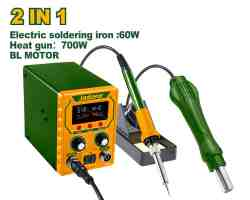 2 IN 1
Electric soldering iron :60W
Heat gun: 700W
BL MOTOR